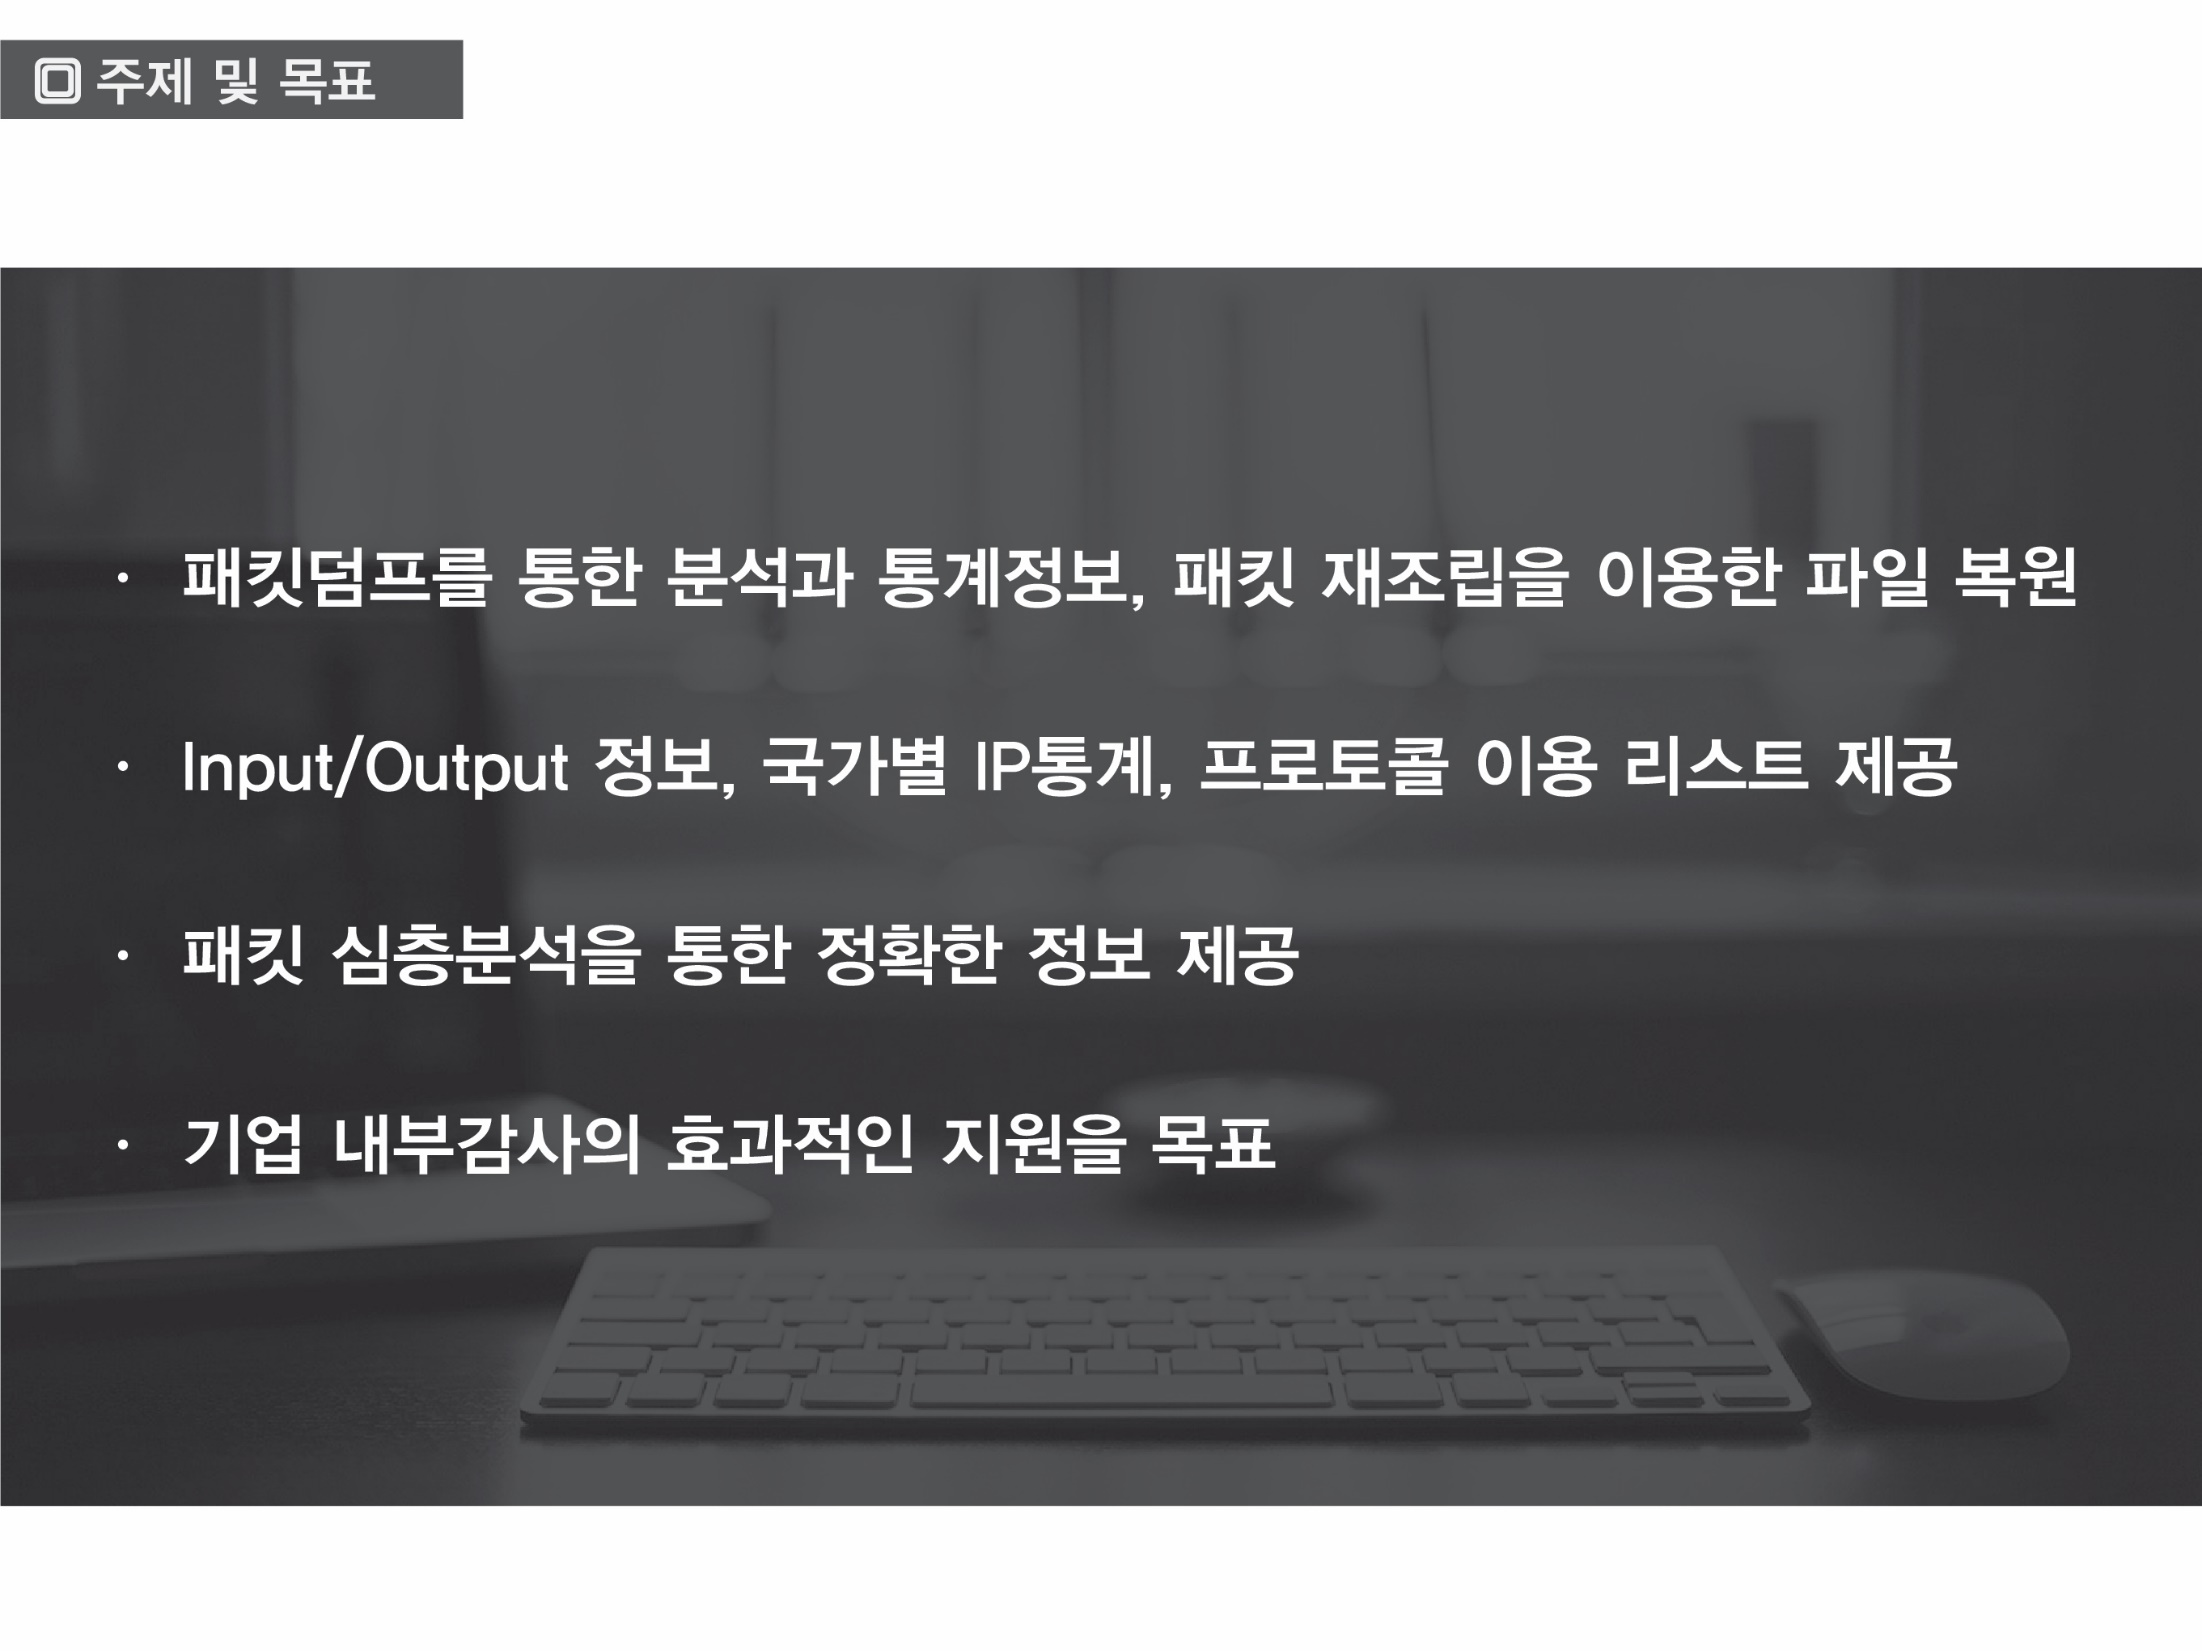 주제 및 목표
· 패킷덤프를 통한 분석과 통계정보, 패킷 재조립을 이용한 파일 복원
· Input/Output 정보, 국가별 IP통계, 프로토콜 이용 리스트 제공
· 패킷 심층분석을 통한 정확한 정보 제공
· 기업 내부감사의 효과적인 지원을 목표